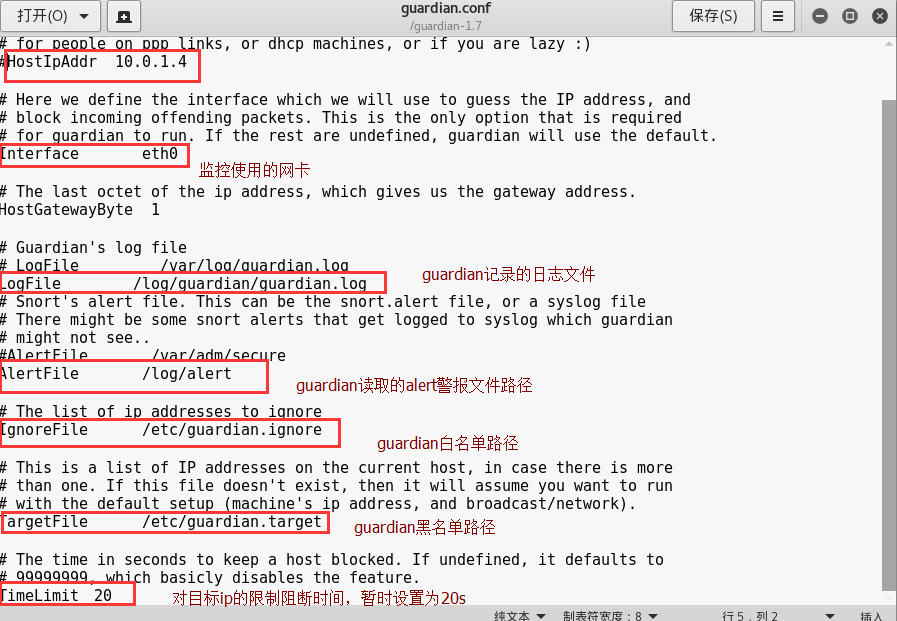 打开(O)
guardian.conf
/guardian-1.7
保存(S)
# for people on ppp links, or dhcp machines, or if you are lazy :)
#HostIpAddr 10.0.1.4
# Here we define the interface which we will use to guess the IP address, and
# block incoming offending packets. This is the only option that is required
# for guardian to run. If the rest are undefined, guardian will use the default.
Interface eth0
监控使用的网卡
# The last octet of the ip address, which gives us the gateway address.
HostGatewayByte 1
# Guardian's log file
# LogFile /var/log/guardian.log
LogFile /log/guardian/guardian.log
guardian记录的日志文件
# Snort's alert file. This can be the snort.alert file, or a syslog file
# There might be some snort alerts that get logged to syslog which guardian
# might not see..
#AlertFile /var/adm/secure
AlertFile /log/alert
guardian读取的alert警报文件路径
# The list of ip addresses to ignore
IgnoreFile /etc/guardian.ignore
guardian白名单路径
# This is a list of IP addresses on the current host, in case there is more
# than one. If this file doesn't exist, then it will assume you want to run
# with the default setup (machine's ip address, and broadcast/network).
TargetFile /etc/guardian.target
guardian黑名单路径
# The time in seconds to keep a host blocked. If undefined, it defaults to
# 99999999, which basicly disables the feature.
TimeLimit 20
对目标ip的限制阻断时间，暂时设置为20s
纯文本 制表符宽度：8 行 5，列 2 插入